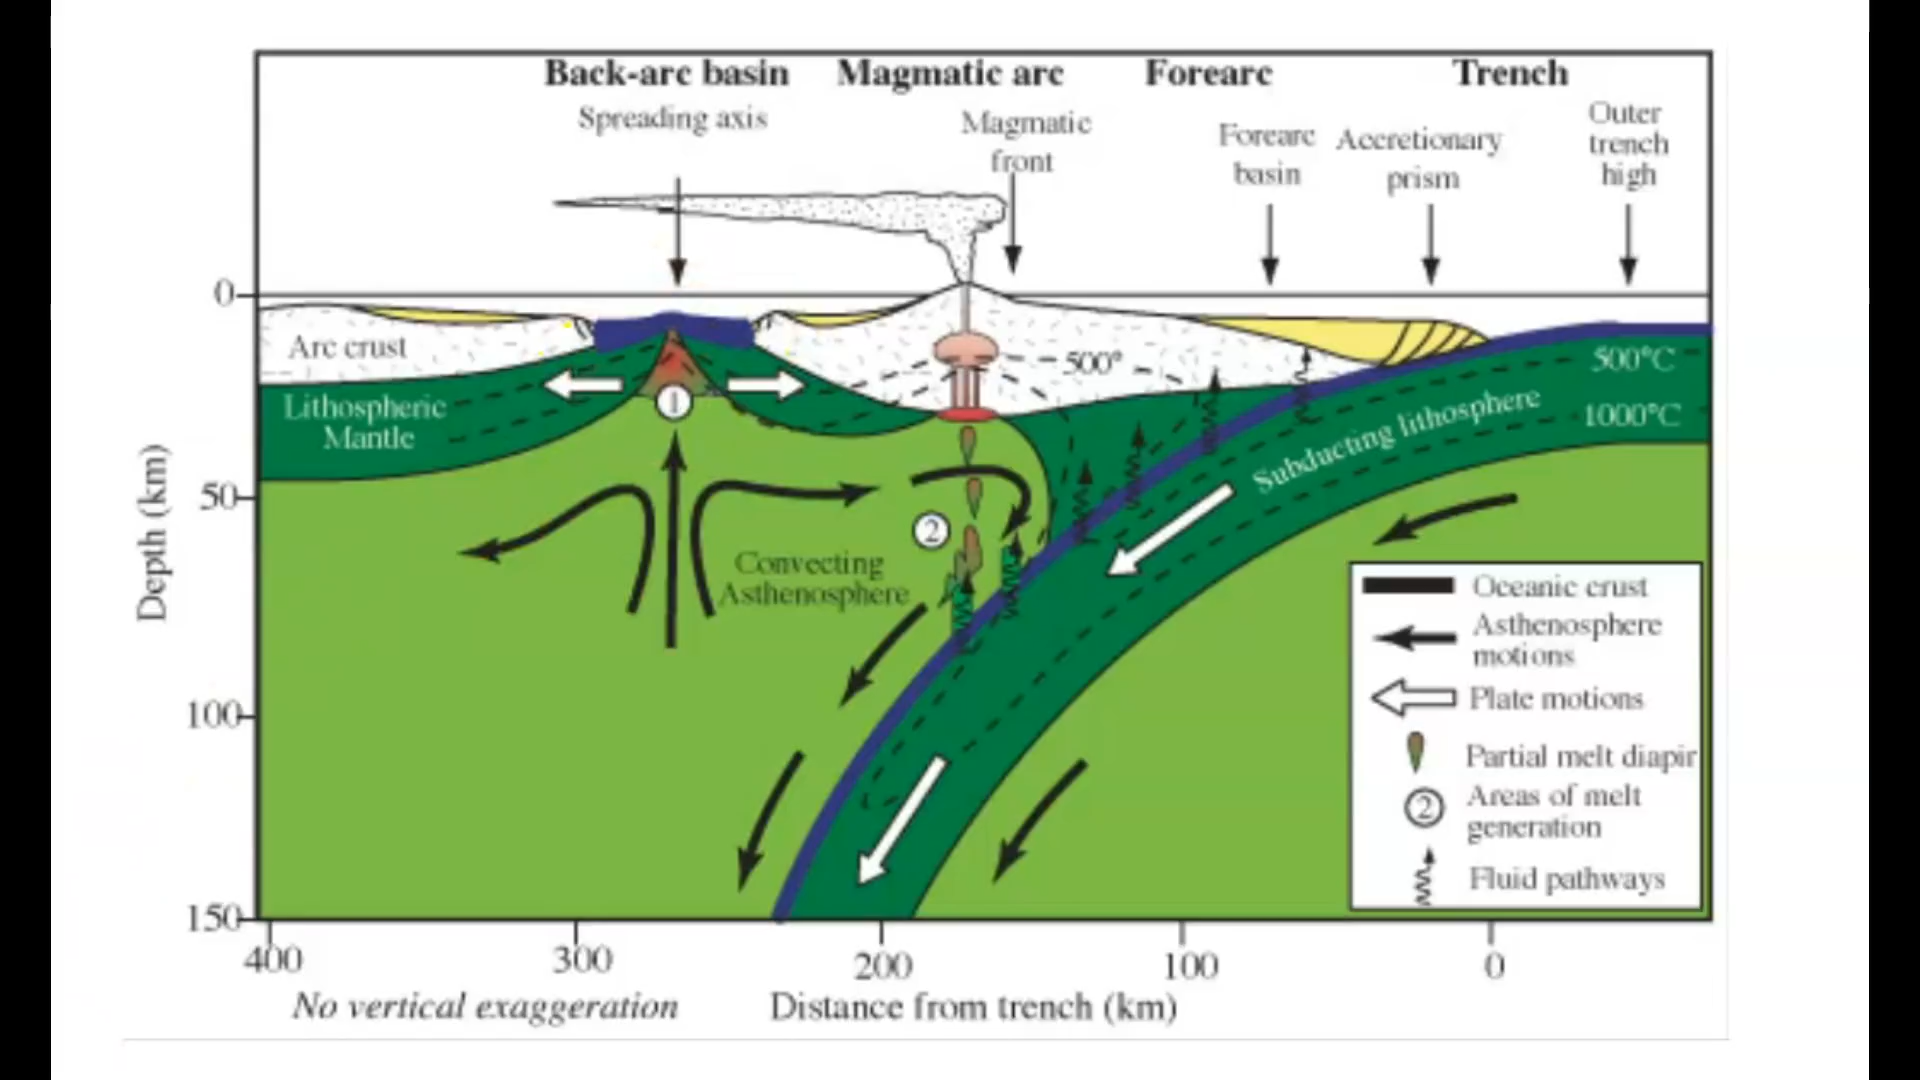 Back-arc basin
Magmatic arc
Forearc
Trench
Spreading axis
Magmatic
front
Forearc
basin
Accretionary
prism
Outer
trench
high
0
50
100
150
Depth (km)
Arc crust
Lithospheric
Mantle
1
500°
500°C
1000°C
Subducting lithosphere
2
Convecting
Asthenosphere
Oceanic crust
Asthenosphere
motions
Plate motions
Partial melt diapir
2
Areas of melt
generation
Fluid pathways
400
300
200
100
0
No vertical exaggeration
Distance from trench (km)